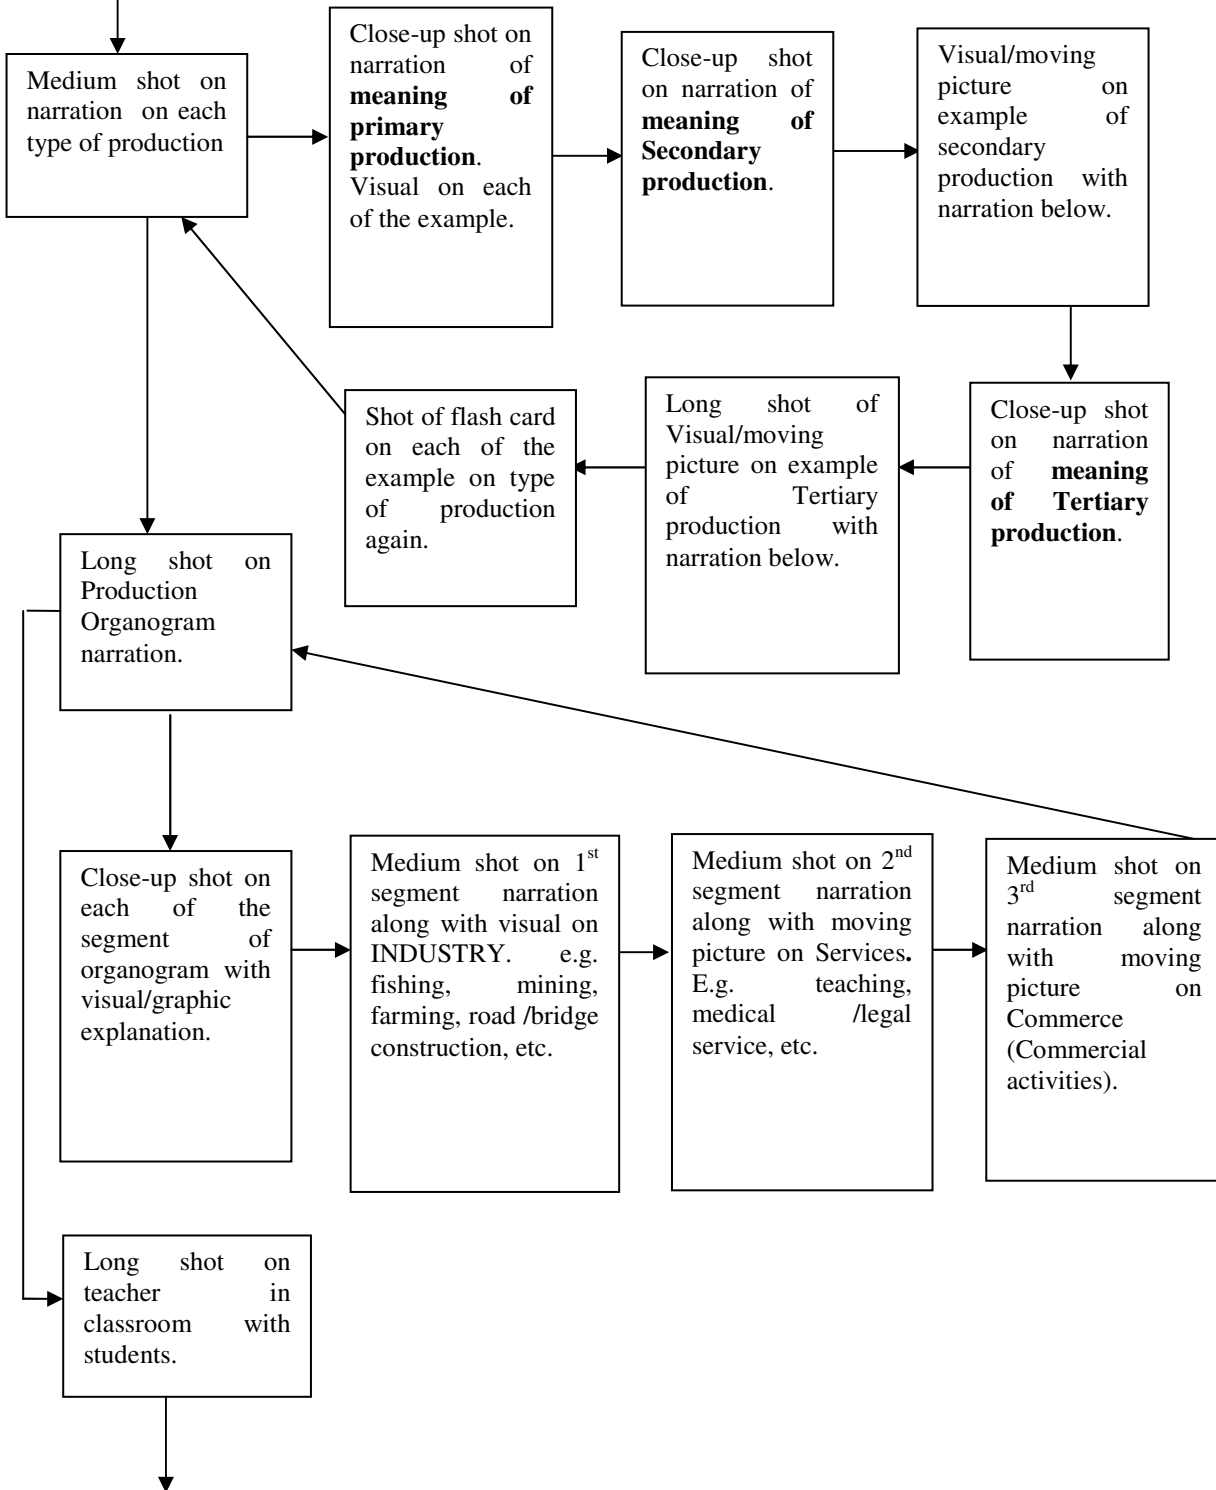 Medium shot on
narration on each
type of production
Close-up shot on
narration of
meaning of
primary
production.
Visual on each
of the example.
Close-up shot
on narration of
meaning of
Secondary
production.
Visual/moving
picture on
example of
secondary
production with
narration below.
Shot of flash card
on each of the
example on type
of production
again.
Long shot of
Visual/moving
picture on example
of Tertiary
production with
narration below.
Close-up shot
on narration
of meaning
of Tertiary
production.
Long shot on
Production
Organogram
narration.
Close-up shot on
each of the
segment of
organogram with
visual/graphic
explanation.
Medium shot on 1st
segment narration
along with visual on
INDUSTRY. e.g.
fishing, mining,
farming, road /bridge
construction, etc.
Medium shot on 2nd
segment narration
along with moving
picture on Services.
E.g. teaching,
medical /legal
service, etc.
Medium shot on
3rd segment
narration along
with moving
picture on
Commerce
(Commercial
activities).
Long shot on
teacher in
classroom with
students.